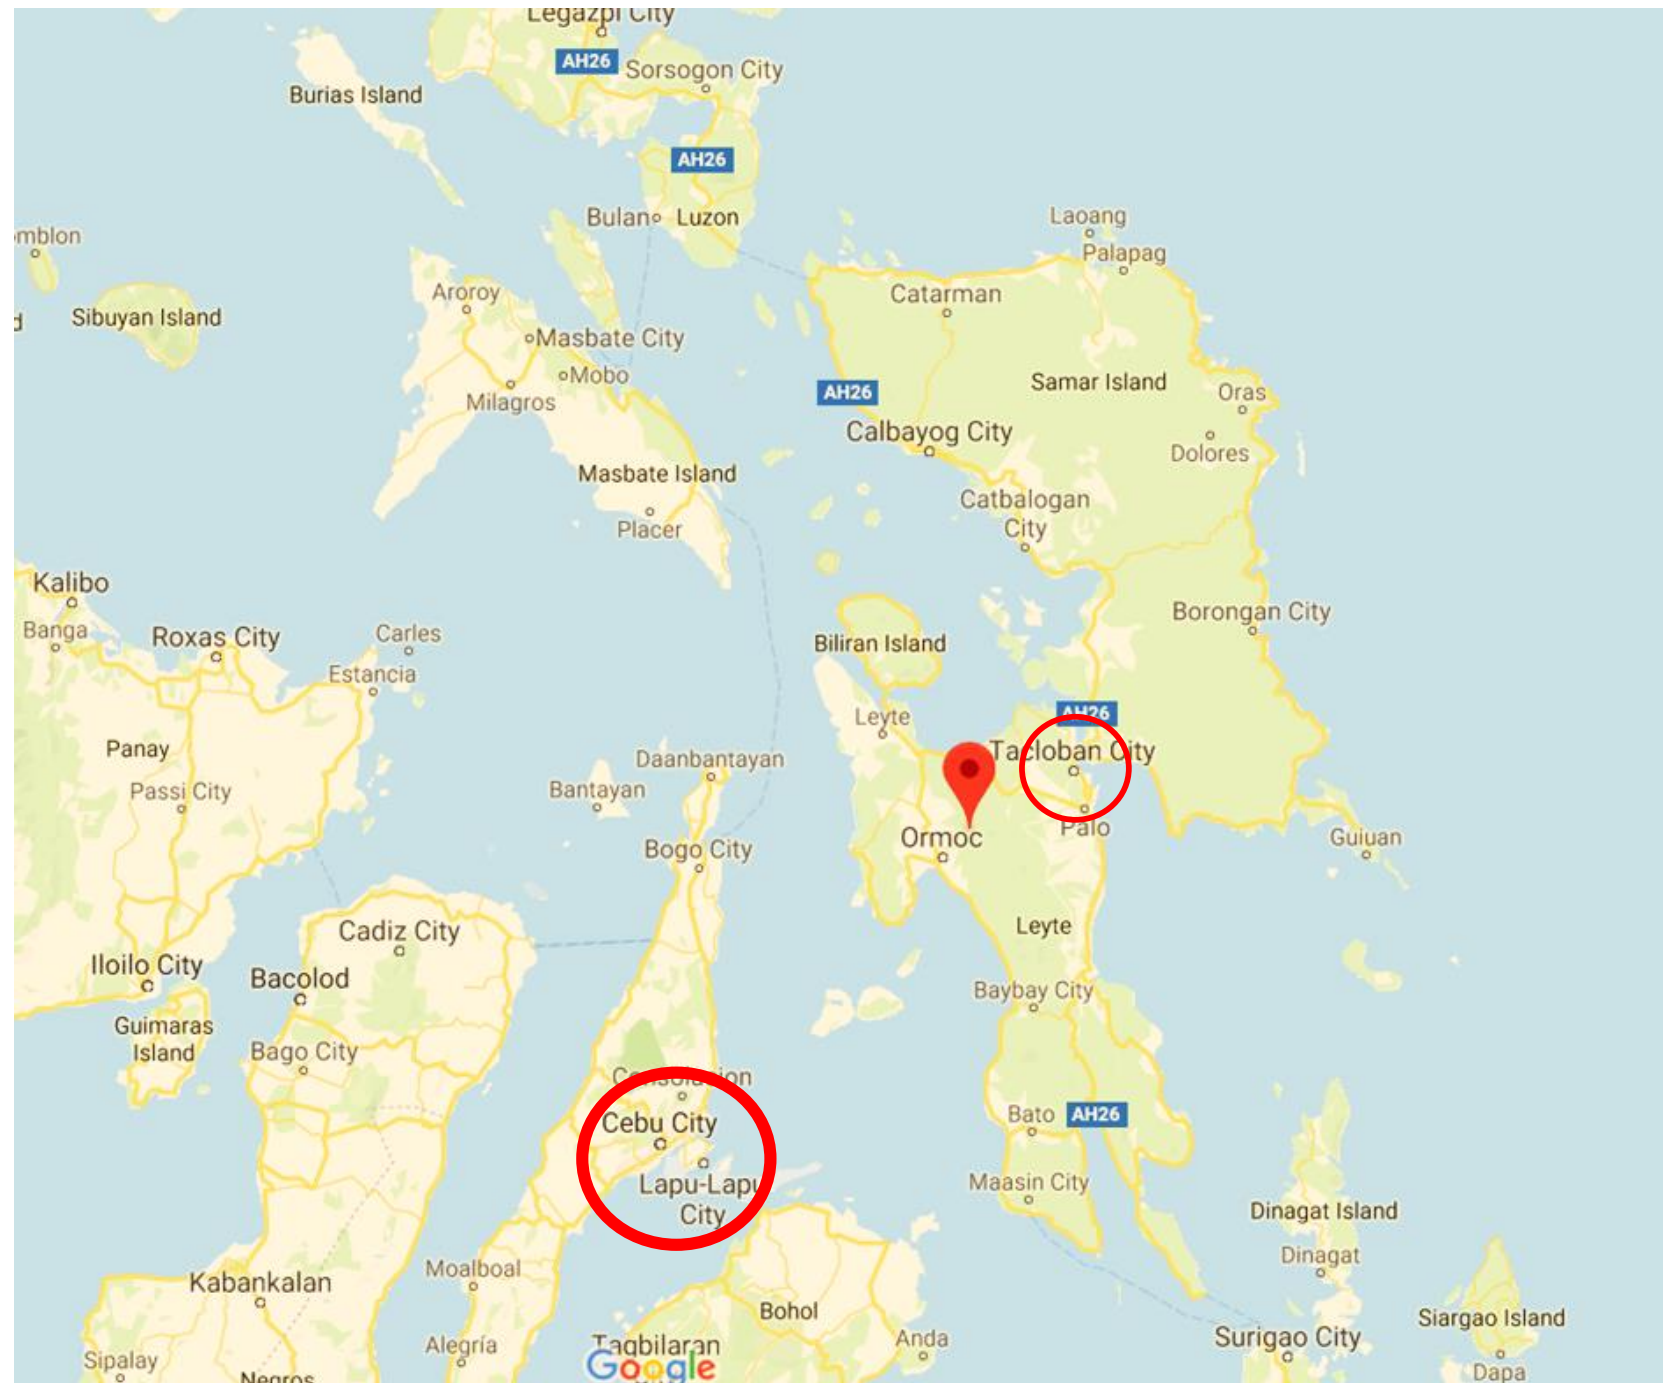 Legazpi City
AH26
Sorsogon City
Burias Island
AH26
Bulan
Luzon
Laoang
Palapag
mblon
Aroroy
Catarman
Sibuyan Island
d
Masbate City
Mobo
Milagros
Samar Island
AH26
Oras
Calbayog City
Dolores
Masbate Island
Catbalogan
City
Placer
Kalibo
Banga
Roxas City
Carles
Estancia
Borongan City
Biliran Island
Leyte
AH26
Panay
Daanbantayan
Tacloban City
Passi City
Bantayan
Bogo City
Ormoc
Palo
Guiuan
Cadiz City
Leyte
Iloilo City
Bacolod
Baybay City
Guimaras
Island
Bago City
Consolacion
Cebu City
Bato
AH26
Lapu-Lapu
City
Maasin City
Dinagat Island
Dinagat
Moalboal
Kabankalan
Bohol
Siargao Island
Surigao City
Alegría
Tagbilaran
Anda
Google
Sipalay
Negros
Dapa